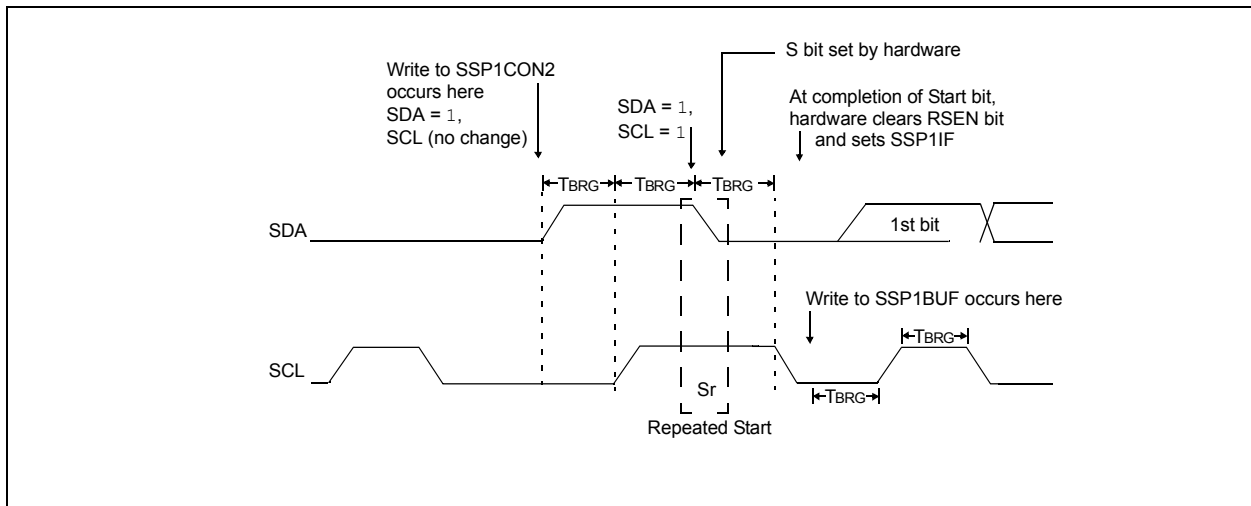 S bit set by hardware
Write to SSP1CON2
occurs here
SDA = 1,
SCL (no change)
SDA = 1,
SCL = 1
At completion of Start bit,
hardware clears RSEN bit
and sets SSP1IF
TBRG TBRG TBRG
SDA
1st bit
Write to SSP1BUF occurs here
TBRG
SCL
Sr
TBRG
Repeated Start